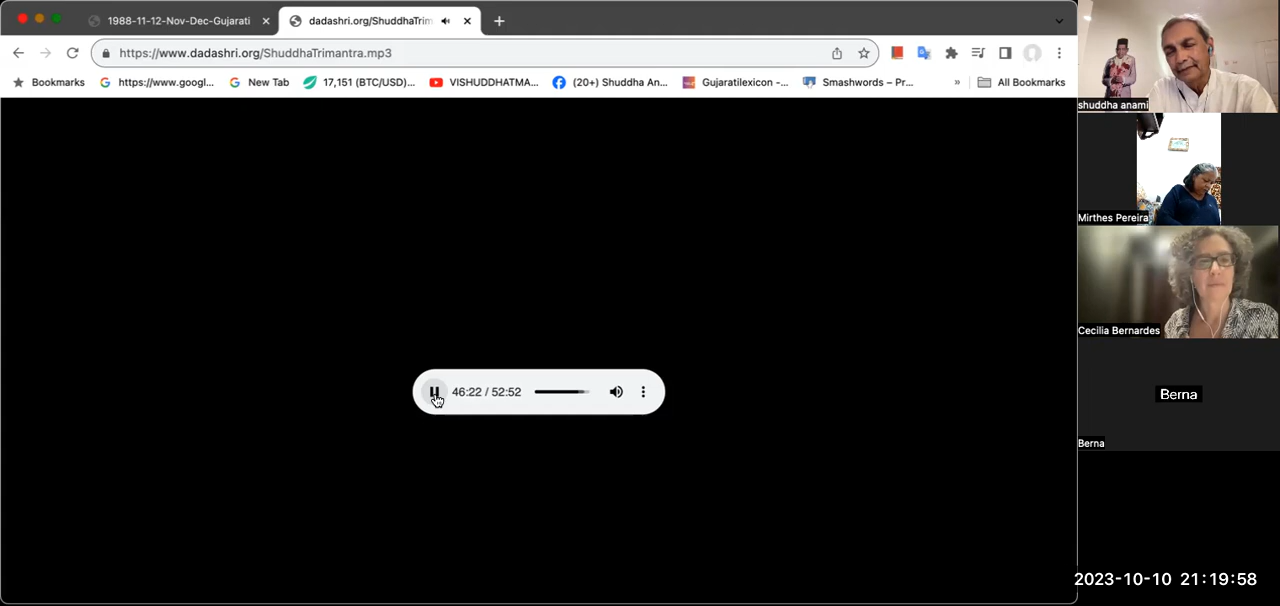 1988-11-12-Nov-Dec-Gujarati
dadashri.org/ShuddhaTrim
https://www.dadashri.org/ShuddhaTrimantra.mp3
Bookmarks https://www.googl... New Tab 17,151 (BTC/USD)... VISHUDDHATMA... (20+) Shuddha An... Gujaratilexicon -... Smashwords – Pr... » All Bookmarks
shuddha anami
Mirthes Pereira
Cecilia Bernardes
46:22 / 52:52
Berna
Berna
2023-10-10 21:19:58